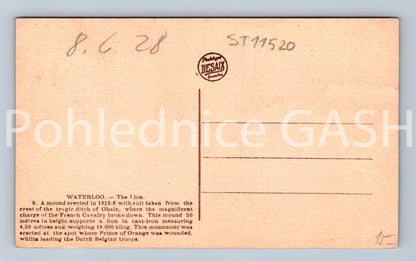 8. 6. 28
ST11520
DESAIX
Pohlednice GASH
WATERLOO. — The Lion.
9. A mound erected in 1823-6 with soil taken from the
crest of the tragic ditch of Ohain, where the magnificent
charge of the French Cavalry broke down. This mound 50
métres in height supports a lion in cast-iron measuring
4,50 métres and weighing 18.000 kilog. This monument was
erected at the spot where Prince of Orange was wounded,
whilst leading the Dutch Belgian troops.